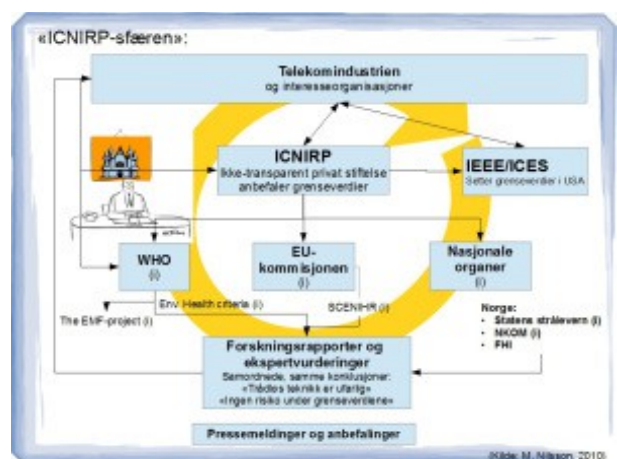 «ICNIRP-sfæren»:
Telekomindustrien
og interesseorganisasjoner
ICNIRP
Ikke-transparent privat stiftelse
anbefaler grenseverdier
IEEE/ICES
Setter grenseverdier i USA
WHO
(i)
EU-
kommisjonen
(i)
Nasjonale
organer
(i)
Env. Health criteria (i)
SCENIHR (i)
The EMF-project (i)
Norge:
• Statens strålevern (i)
• NKOM (i)
• FHI
Forskningsrapporter og
ekspertvurderinger
Samordnede, samme konklusjoner:
«Trådløs teknikk er ufarlig»
«Ingen risiko under grenseverdiene»
Pressemeldinger og anbefalinger
(Kilde: M. Nilsson, 2010)